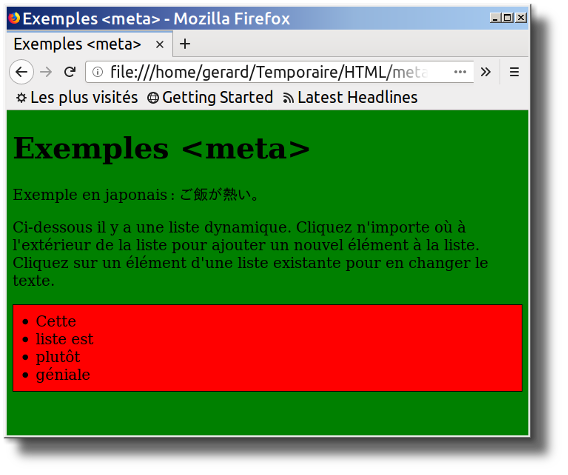 Exemples <meta> - Mozilla Firefox
Exemples <meta> × +
file:///home/gerard/Temporaire/HTML/meta
Les plus visités Getting Started Latest Headlines
Exemples <meta>
Exemple en japonais : ご飯が熱い。
Ci-dessous il y a une liste dynamique. Cliquez n'importe où à
l'extérieur de la liste pour ajouter un nouvel élément à la liste.
Cliquez sur un élément d'une liste existante pour en changer le
texte.
• Cette
• liste est
• plutôt
• géniale